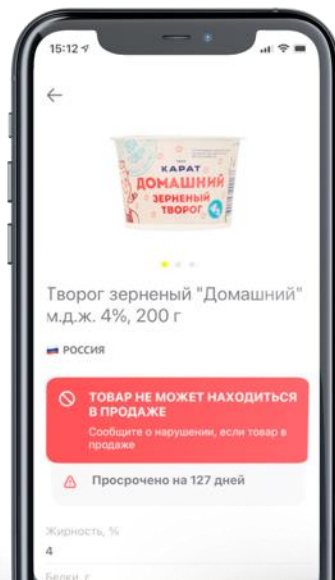 15:12
КАРАТ
ДОМАШНИЙ
ЗЕРНЕНЫЙ
ТВОРОГ
Творог зерненый "Домашний"
м.д.ж. 4%, 200 г
РОССИЯ
ТОВАР НЕ МОЖЕТ НАХОДИТЬСЯ
В ПРОДАЖЕ
Сообщите о нарушении, если товар в
продаже
Просрочено на 127 дней
Жирность, %
4
Белки, г